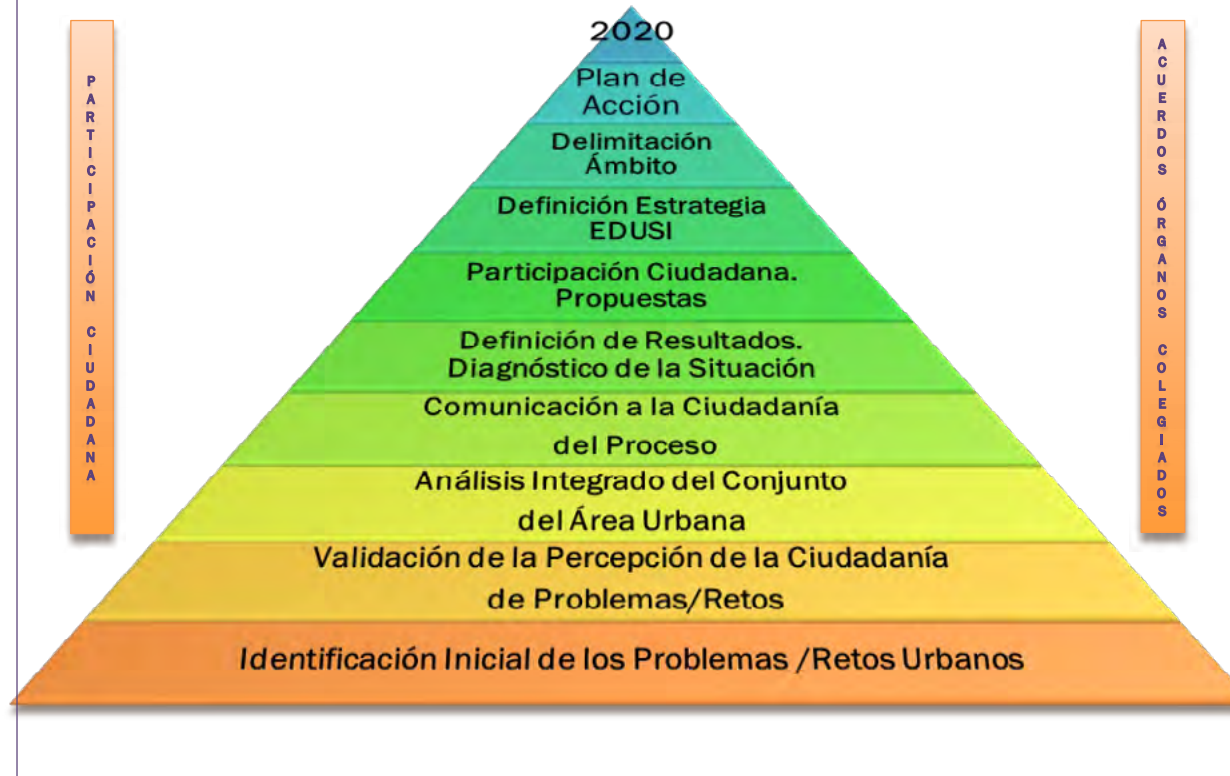 2020
Plan de
Acción
Delimitación
Ámbito
Definición Estrategia
EDUSI
Participación Ciudadana.
Propuestas
Definición de Resultados.
Diagnóstico de la Situación
Comunicación a la Ciudadanía
del Proceso
Análisis Integrado del Conjunto
del Área Urbana
Validación de la Percepción de la Ciudadanía
de Problemas/Retos
Identificación Inicial de los Problemas /Retos Urbanos
PARTICIPACIÓN CIUDADANA
ACUERDOS ÓRGANOS COLEGIADOS